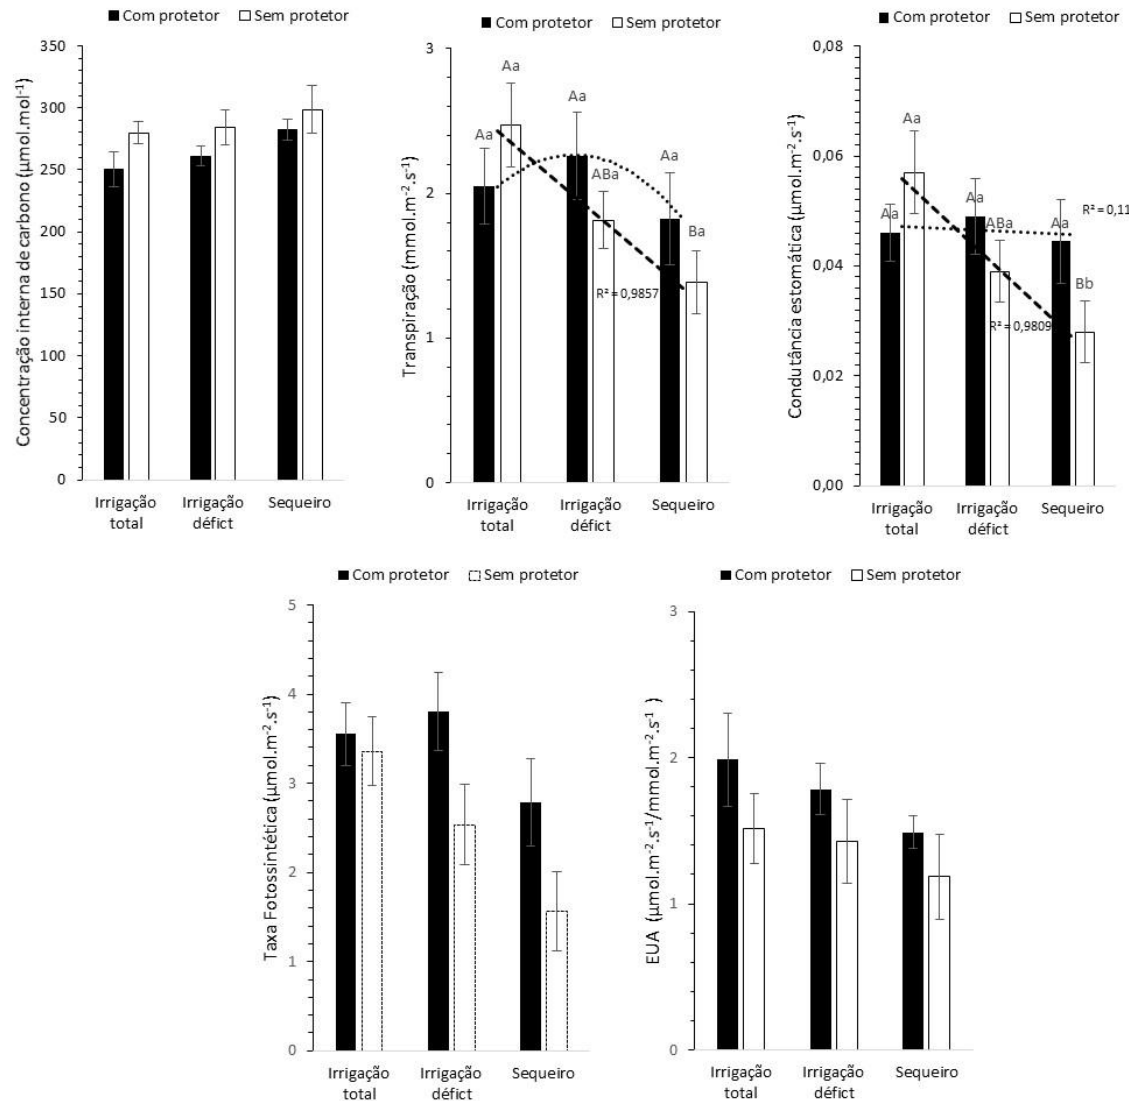 Com protetor Sem protetor
Concentração interna de carbono (µmol.mol⁻¹)
350
300
250
200
150
100
50
0
Irrigação total
Irrigação défict
Sequeiro
Com protetor Sem protetor
Transpiração (mmol.m⁻².s⁻¹)
3
2
1
0
Aa
Aa
Aa
ABa
Aa
Ba
R² = 0,9857
Irrigação total
Irrigação défict
Sequeiro
Com protetor Sem protetor
Condutância estomática (µmol.m⁻².s⁻¹)
0,08
0,06
0,04
0,02
0,00
Aa
Aa
Aa
ABa
Aa
Bb
R² = 0,11
R² = 0,9809
Irrigação total
Irrigação défict
Sequeiro
Com protetor Sem protetor
Taxa Fotossintética (µmol.m⁻².s⁻¹)
5
4
3
2
1
0
Irrigação total
Irrigação défict
Sequeiro
Com protetor Sem protetor
EUA (µmol.m⁻².s⁻¹/mmol.m⁻².s⁻¹ )
3
2
1
0
Irrigação total
Irrigação défict
Sequeiro